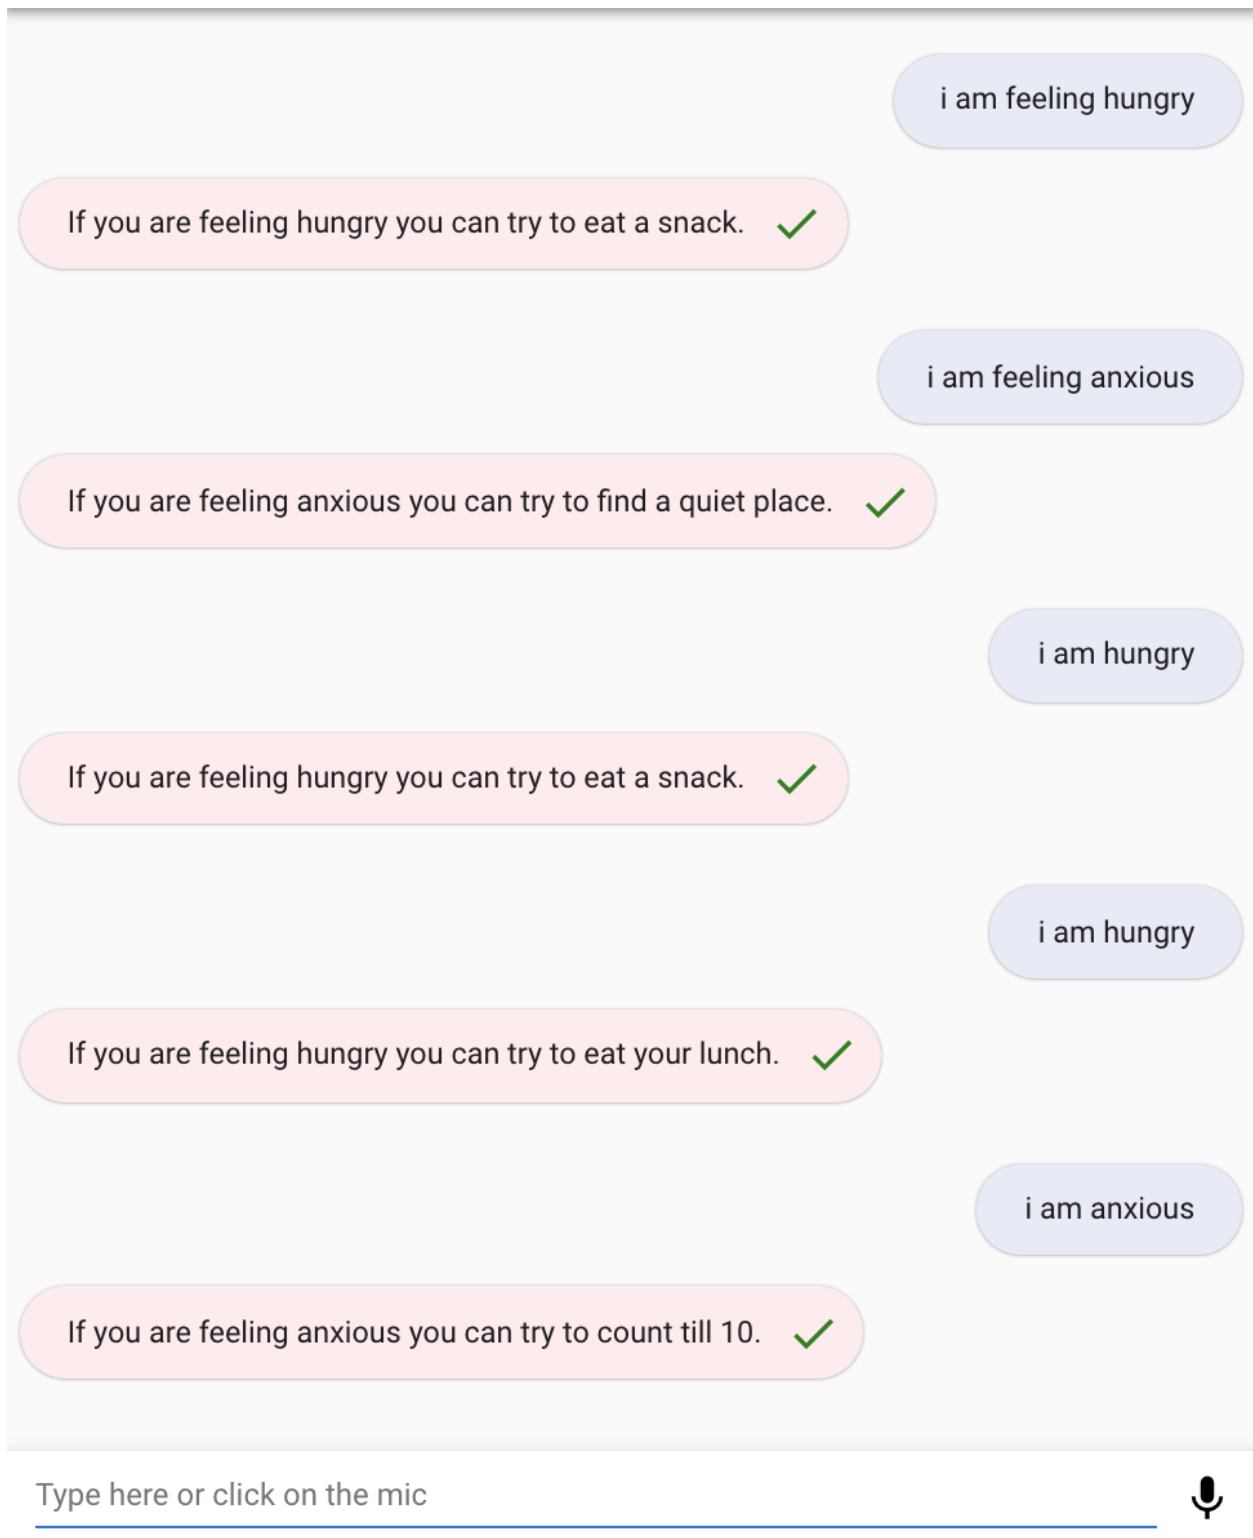 i am feeling hungry
If you are feeling hungry you can try to eat a snack.
i am feeling anxious
If you are feeling anxious you can try to find a quiet place.
i am hungry
If you are feeling hungry you can try to eat a snack.
i am hungry
If you are feeling hungry you can try to eat your lunch.
i am anxious
If you are feeling anxious you can try to count till 10.
Type here or click on the mic